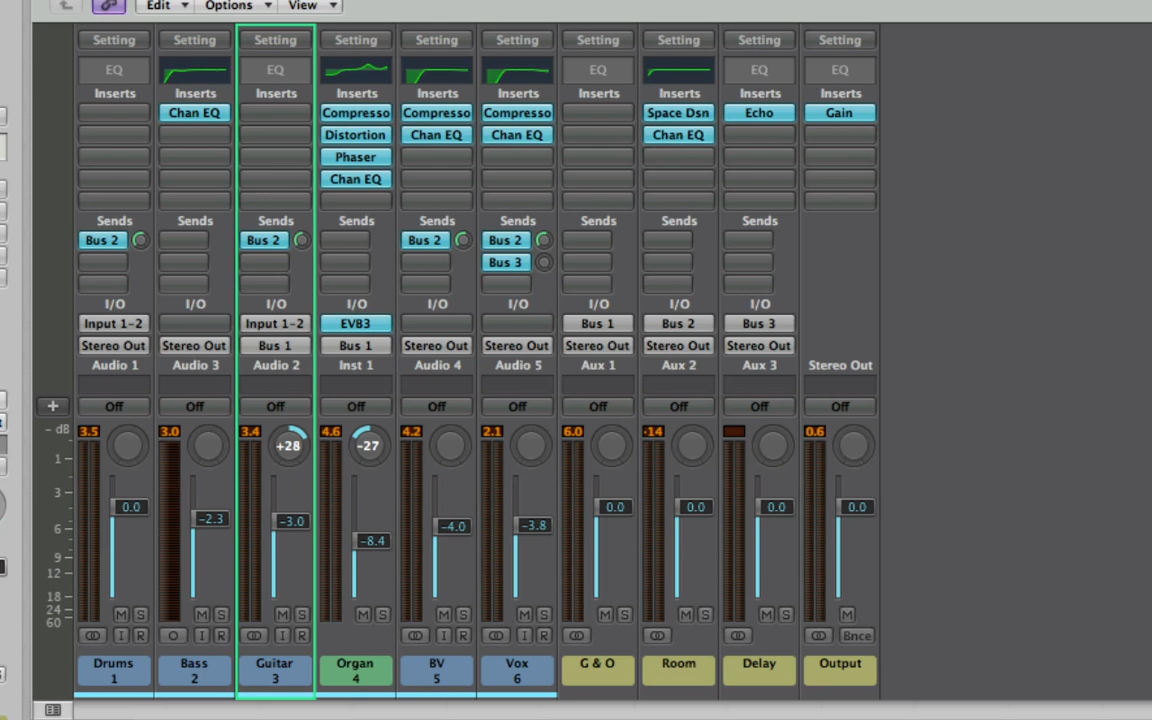 Edit Options View
Setting Setting Setting Setting Setting Setting Setting Setting Setting Setting
EQ EQ EQ EQ EQ
Inserts Inserts Inserts Inserts Inserts Inserts Inserts Inserts Inserts Inserts
Chan EQ Compresso Compresso Compresso Space Dsn Echo Gain
Distortion Chan EQ Chan EQ Chan EQ
Phaser
Chan EQ
Sends Sends Sends Sends Sends Sends Sends Sends Sends
Bus 2 Bus 2 Bus 2 Bus 2
Bus 3
I/O I/O I/O I/O I/O I/O I/O I/O I/O
Input 1-2 Input 1-2 EVB3 Bus 1 Bus 2 Bus 3
Stereo Out Stereo Out Bus 1 Bus 1 Stereo Out Stereo Out Stereo Out Stereo Out Stereo Out
Audio 1 Audio 3 Audio 2 Inst 1 Audio 4 Audio 5 Aux 1 Aux 2 Aux 3 Stereo Out
+ Off Off Off Off Off Off Off Off Off Off
- dB 3.5 3.0 3.4 4.6 4.2 2.1 6.0 -14 0.6
+28 -27
1
3
0.0 0.0 0.0 0.0 0.0
-2.3 -3.0
6 -4.0 -3.8
-8.4
9
12
18
24 M S M S M S M S M S M S M S M S M S M
60
I R I R I R I R I R Bnce
Drums Bass Guitar Organ BV Vox G & O Room Delay Output
1 2 3 4 5 6